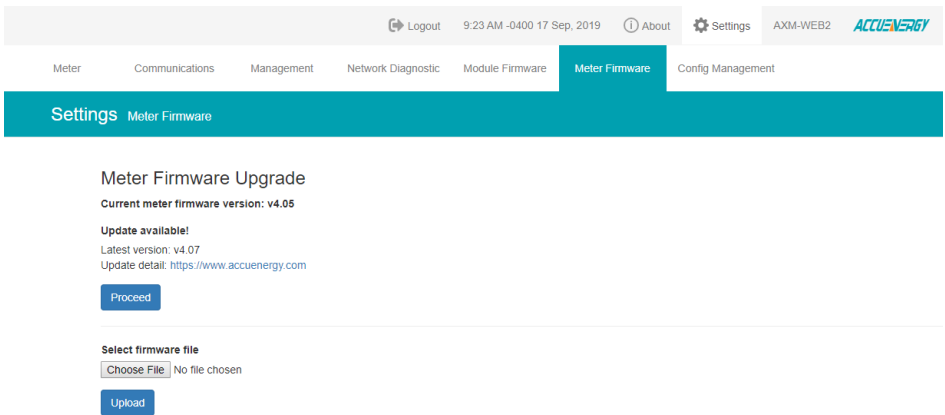 Logout 9:23 AM -0400 17 Sep, 2019 About Settings AXM-WEB2 ACCUENERGY
Meter Communications Management Network Diagnostic Module Firmware Meter Firmware Config Management
Settings Meter Firmware
Meter Firmware Upgrade
Current meter firmware version: v4.05
Update available!
Latest version: v4.07
Update detail: https://www.accuenergy.com
Proceed
Select firmware file
Choose File No file chosen
Upload